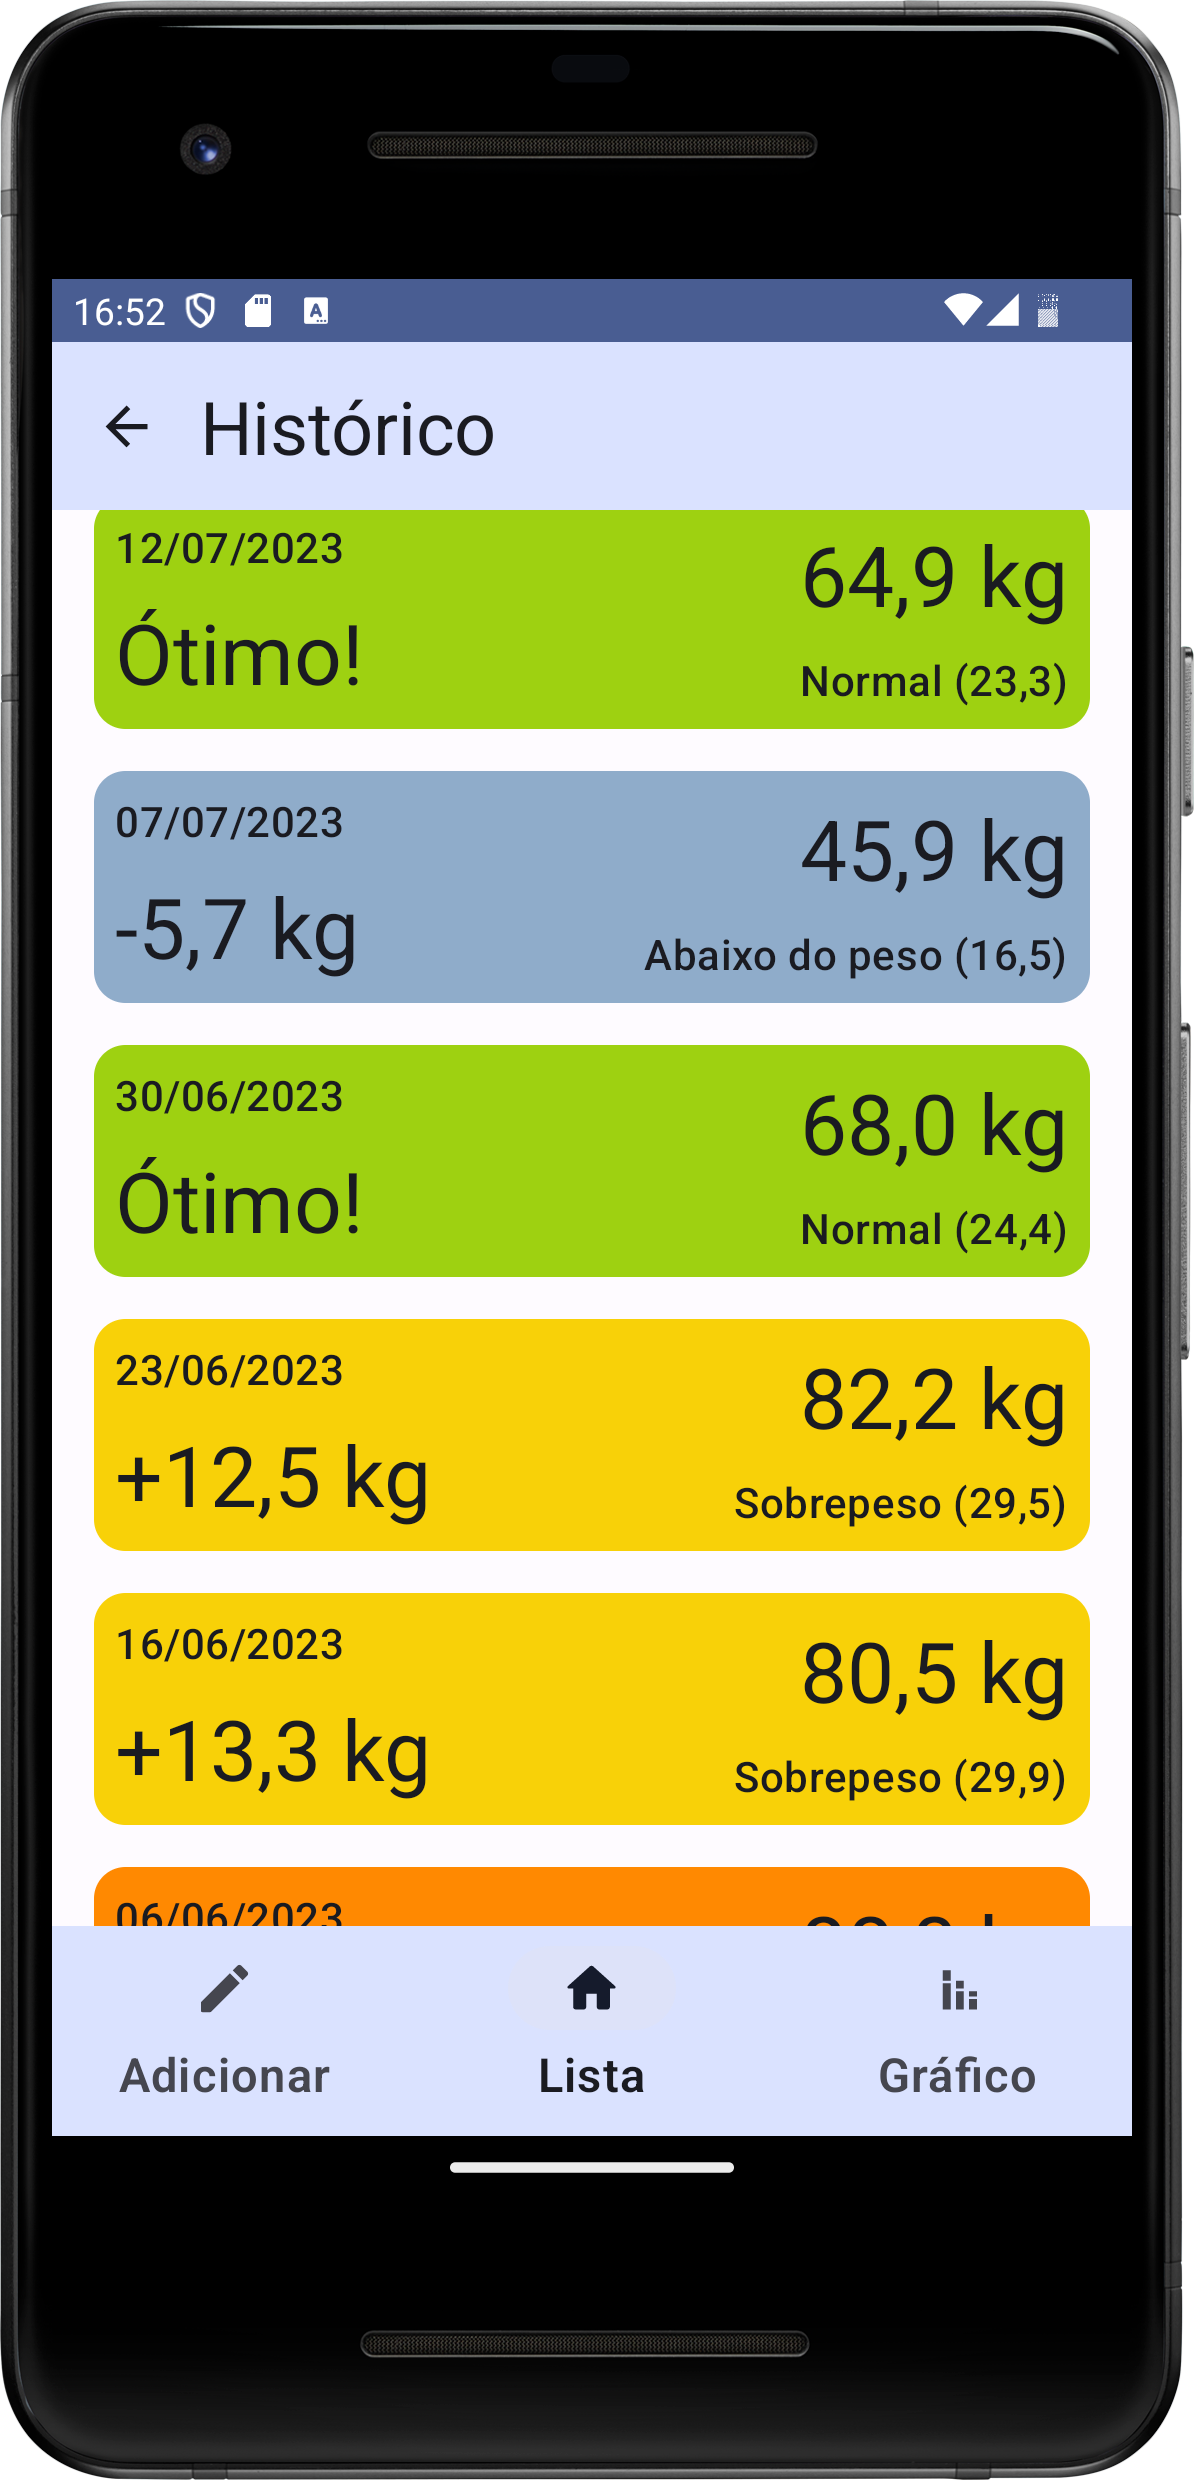 16:52
Histórico
12/07/2023
64,9 kg
Ótimo!
Normal (23,3)
07/07/2023
45,9 kg
-5,7 kg
Abaixo do peso (16,5)
30/06/2023
68,0 kg
Ótimo!
Normal (24,4)
23/06/2023
82,2 kg
+12,5 kg
Sobrepeso (29,5)
16/06/2023
80,5 kg
+13,3 kg
Sobrepeso (29,9)
06/06/2023
Adicionar
Lista
Gráfico